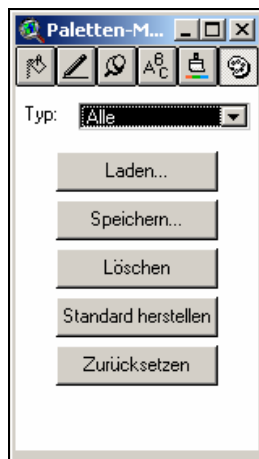 Paletten-M...
A B C
Typ: Alle
Laden...
Speichern...
Löschen
Standard herstellen
Zurücksetzen